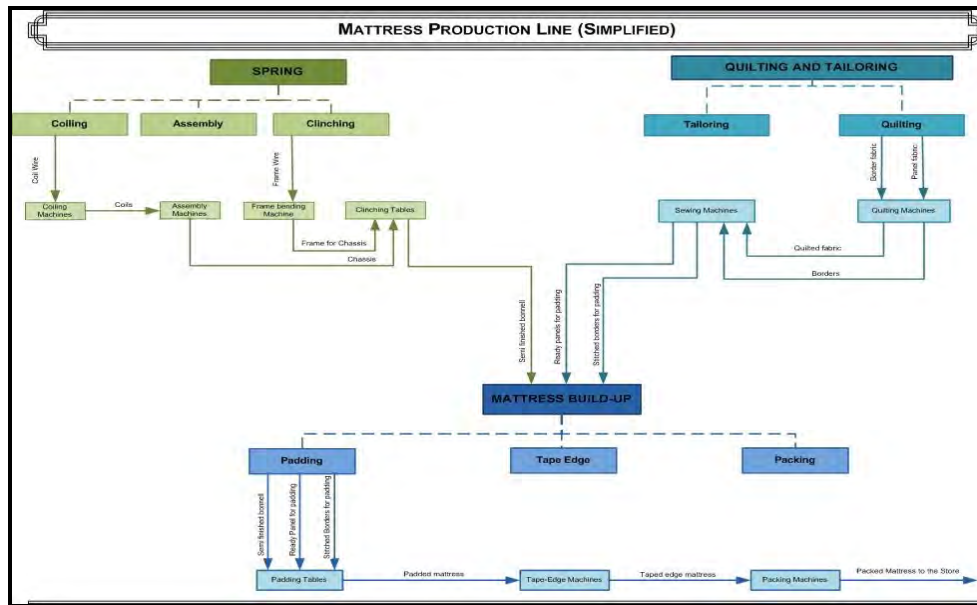 MATTRESS PRODUCTION LINE (SIMPLIFIED)
SPRING
QUILTING AND TAILORING
Coiling
Assembly
Clinching
Tailoring
Quilting
Coil Wire
Frame Wire
Border fabric
Panel fabric
Coiling
Machines
Coils
Assembly
Machines
Frame bending
Machine
Clinching Tables
Sewing Machines
Quilting Machines
Frame for Chassis
Chassis
Quilted fabric
Borders
Semi finished bonnell
Ready panels for padding
Stitched borders for padding
MATTRESS BUILD-UP
Padding
Tape Edge
Packing
Semi finished bonnell
Ready Panel for padding
Stitched Borders for padding
Padding Tables
Padded mattress
Tape-Edge Machines
Taped edge mattress
Packing Machines
Packed Mattress to the Store